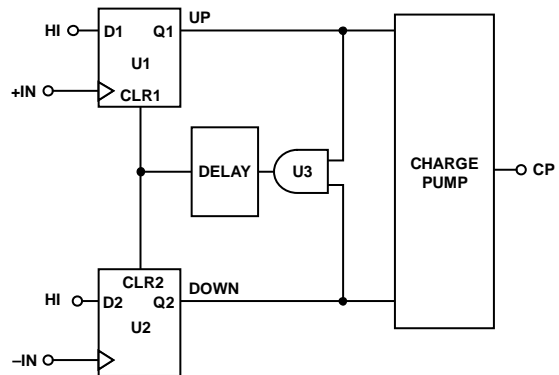 HI
D1
Q1
UP
U1
+IN
CLR1
DELAY
U3
CHARGE
PUMP
CP
CLR2
HI
D2
Q2
DOWN
U2
–IN